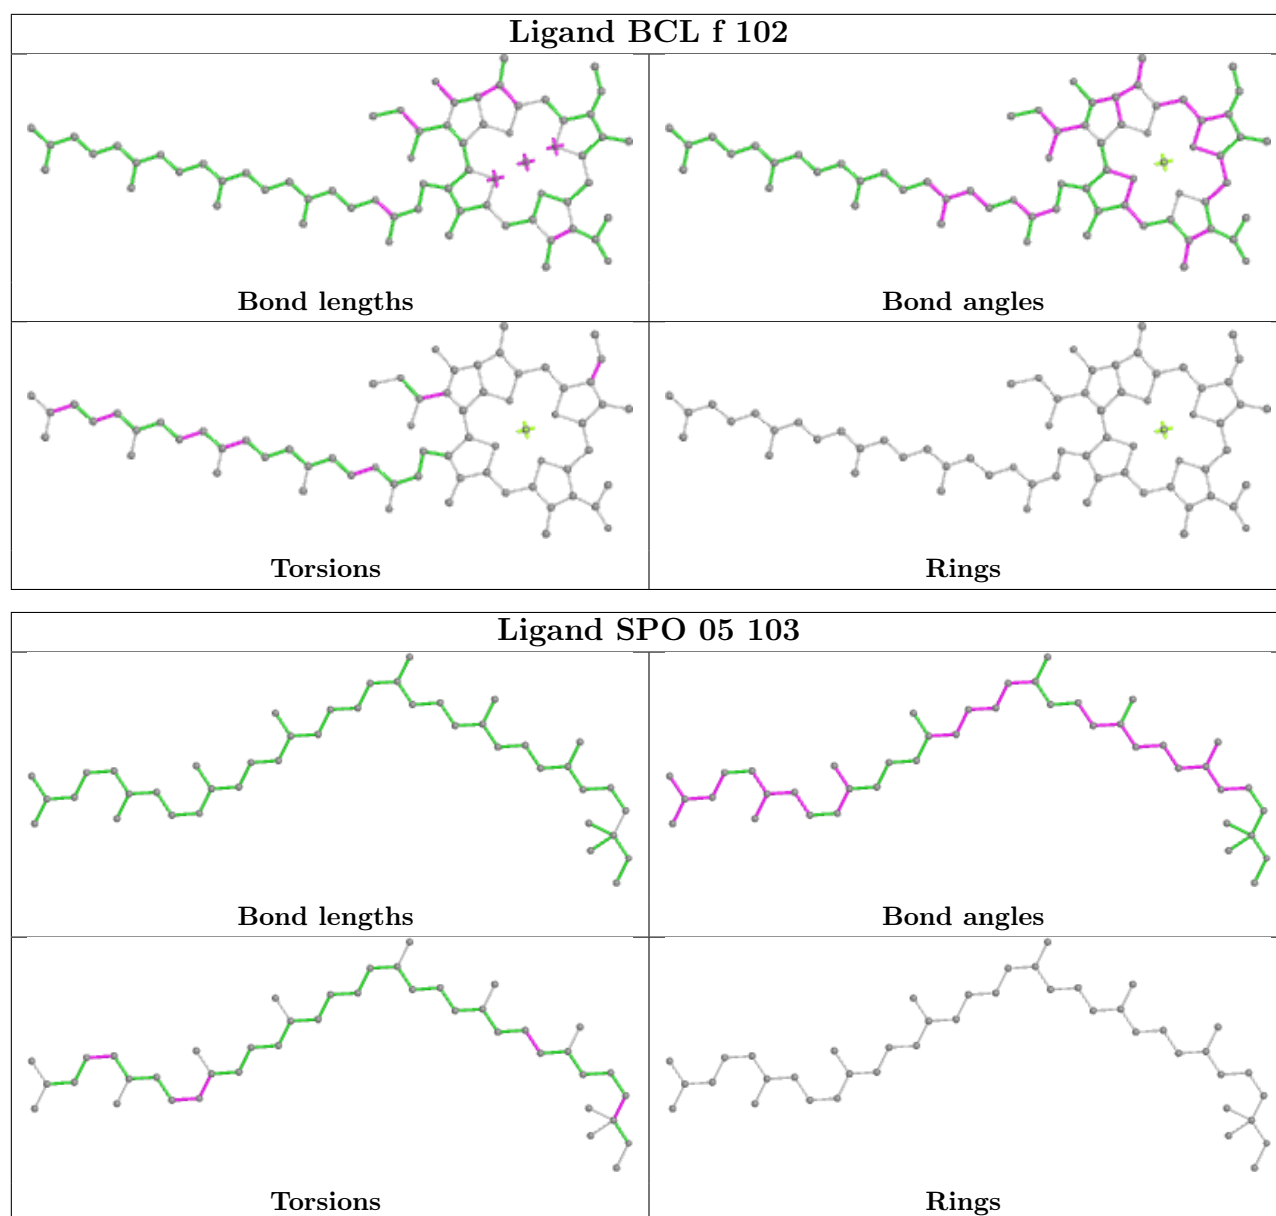 Ligand BCL f 102
Bond lengths
Bond angles
Torsions
Rings
Ligand SPO 05 103
Bond lengths
Bond angles
Torsions
Rings